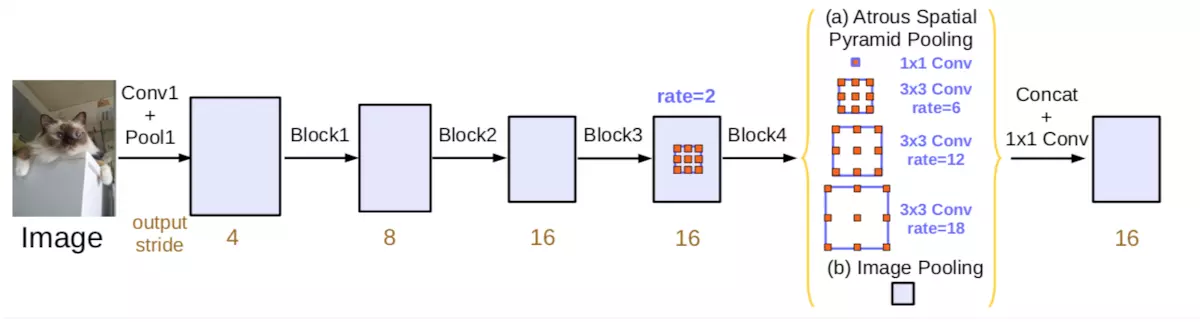 Image
Conv1
+
Pool1
output
stride
4
Block1
8
Block2
16
Block3
rate=2
16
Block4
(a) Atrous Spatial
Pyramid Pooling
1x1 Conv
3x3 Conv
rate=6
3x3 Conv
rate=12
3x3 Conv
rate=18
(b) Image Pooling
Concat
+
1x1 Conv
16